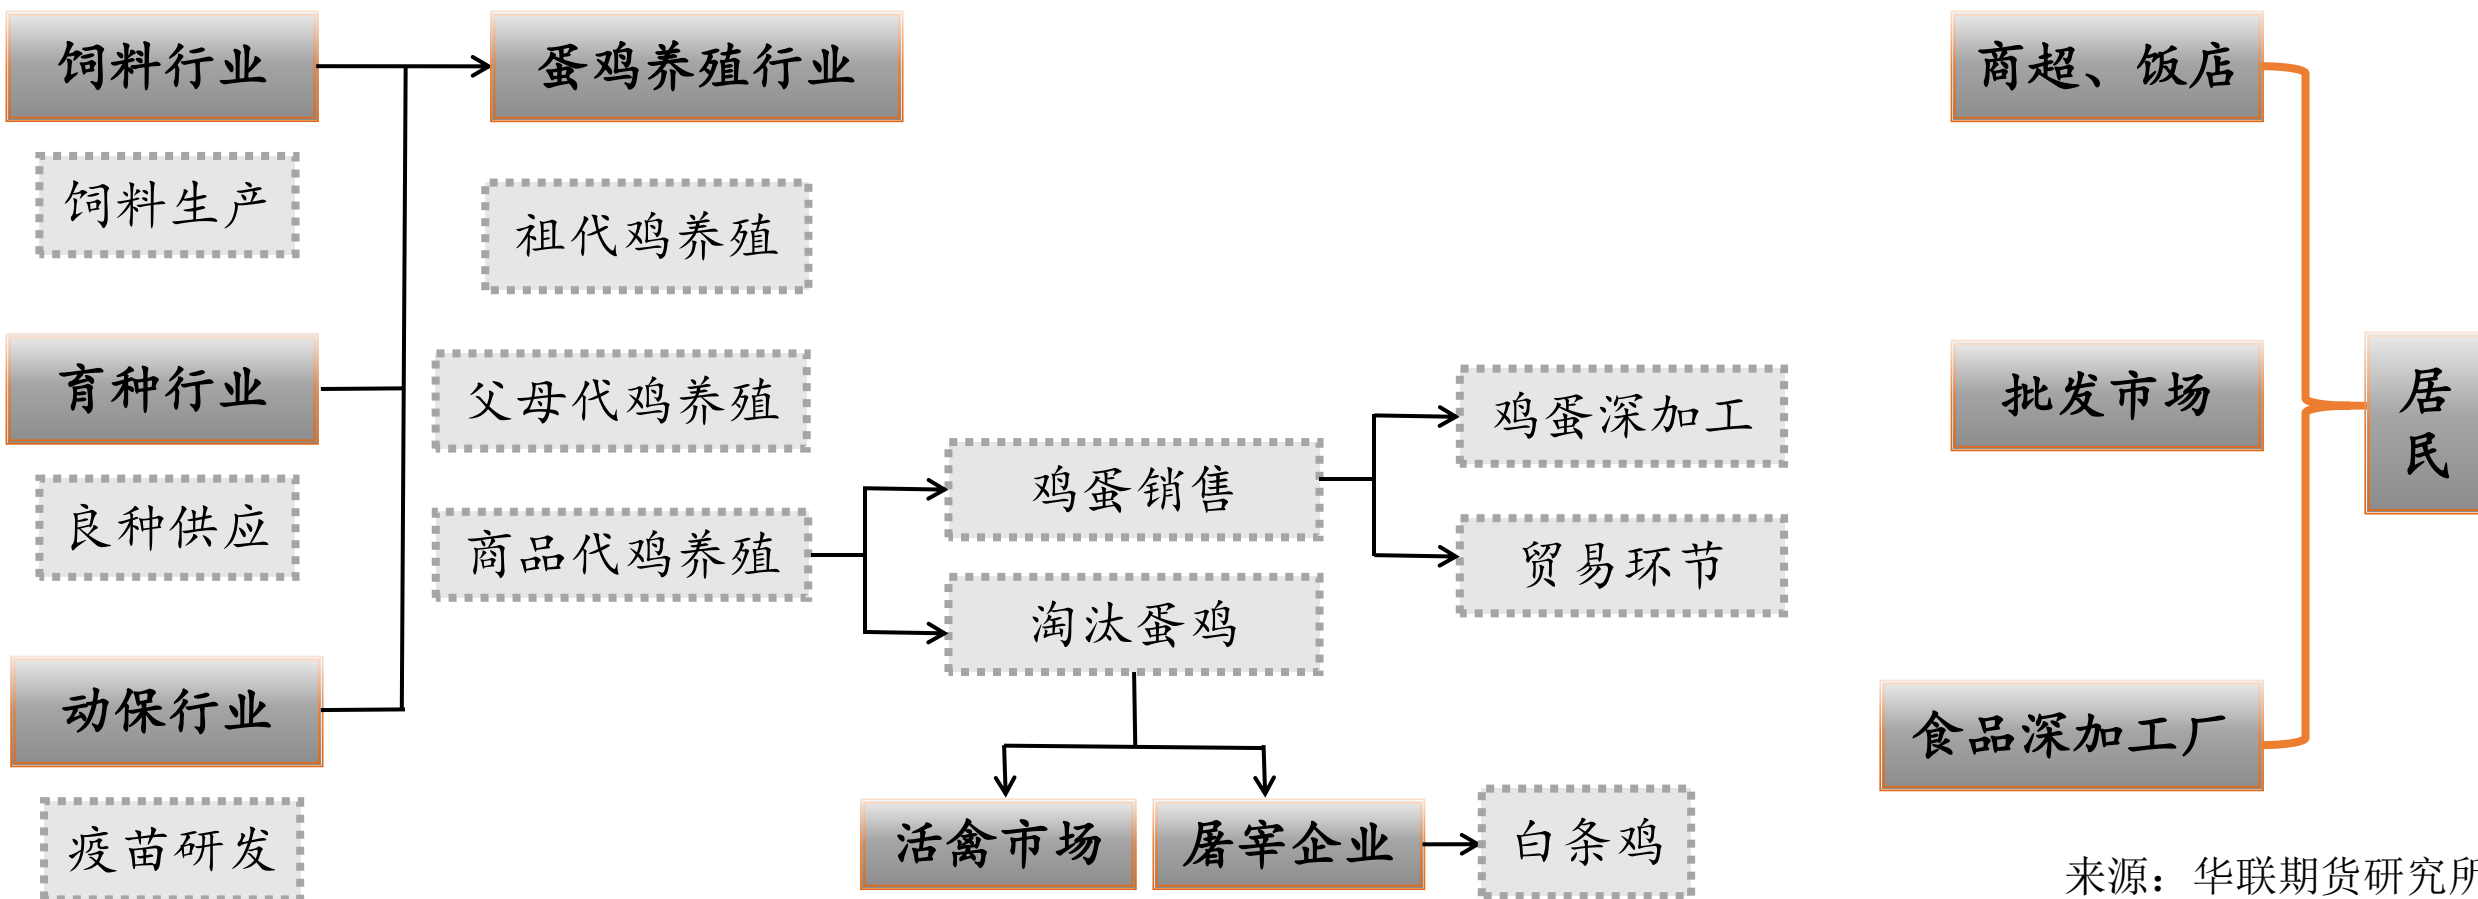 饲料行业
蛋鸡养殖行业
商超、饭店
饲料生产
祖代鸡养殖
育种行业
父母代鸡养殖
鸡蛋深加工
批发市场
居
民
良种供应
商品代鸡养殖
鸡蛋销售
贸易环节
淘汰蛋鸡
动保行业
食品深加工厂
疫苗研发
活禽市场
屠宰企业
白条鸡
来源：华联期货研究所